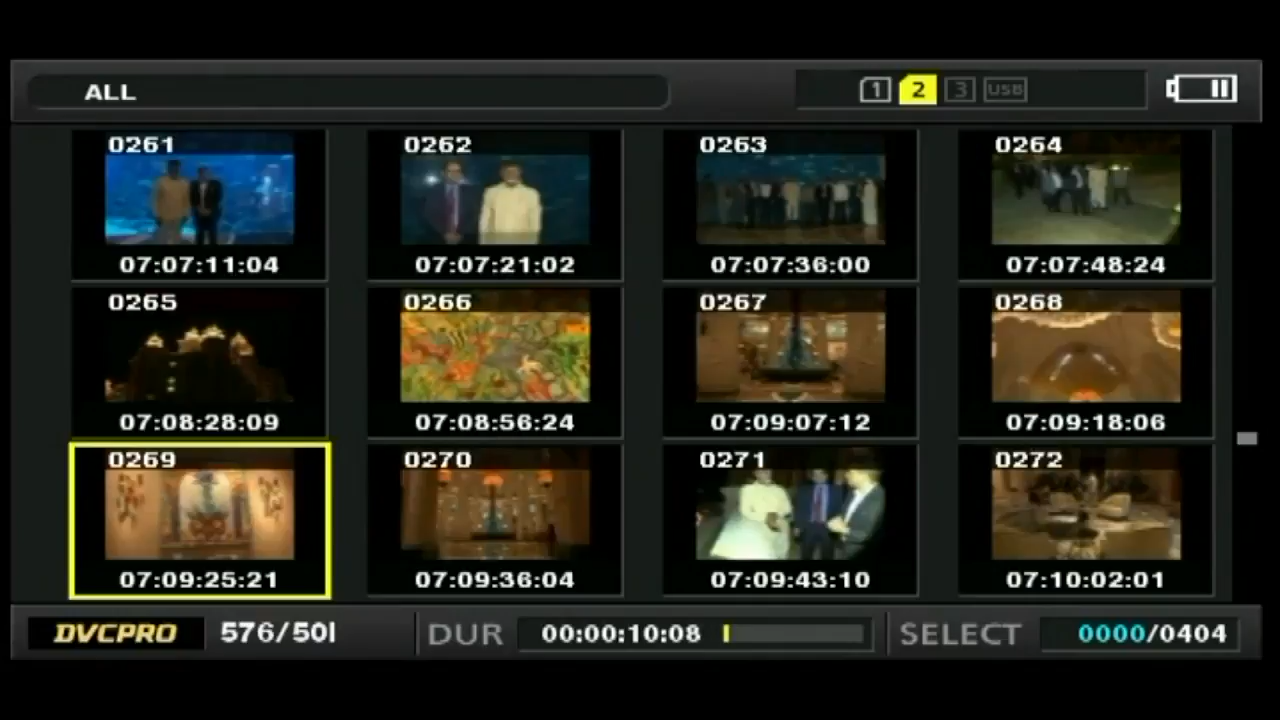 ALL
1 2 3 USB
0261 0262 0263 0264
07:07:11:04 07:07:21:02 07:07:36:00 07:07:48:24
0265 0266 0267 0268
07:08:28:09 07:08:56:24 07:09:07:12 07:09:18:06
0269 0270 0271 0272
07:09:25:21 07:09:36:04 07:09:43:10 07:10:02:01
DVCPRO 576/50I DUR 00:00:10:08 SELECT 0000/0404